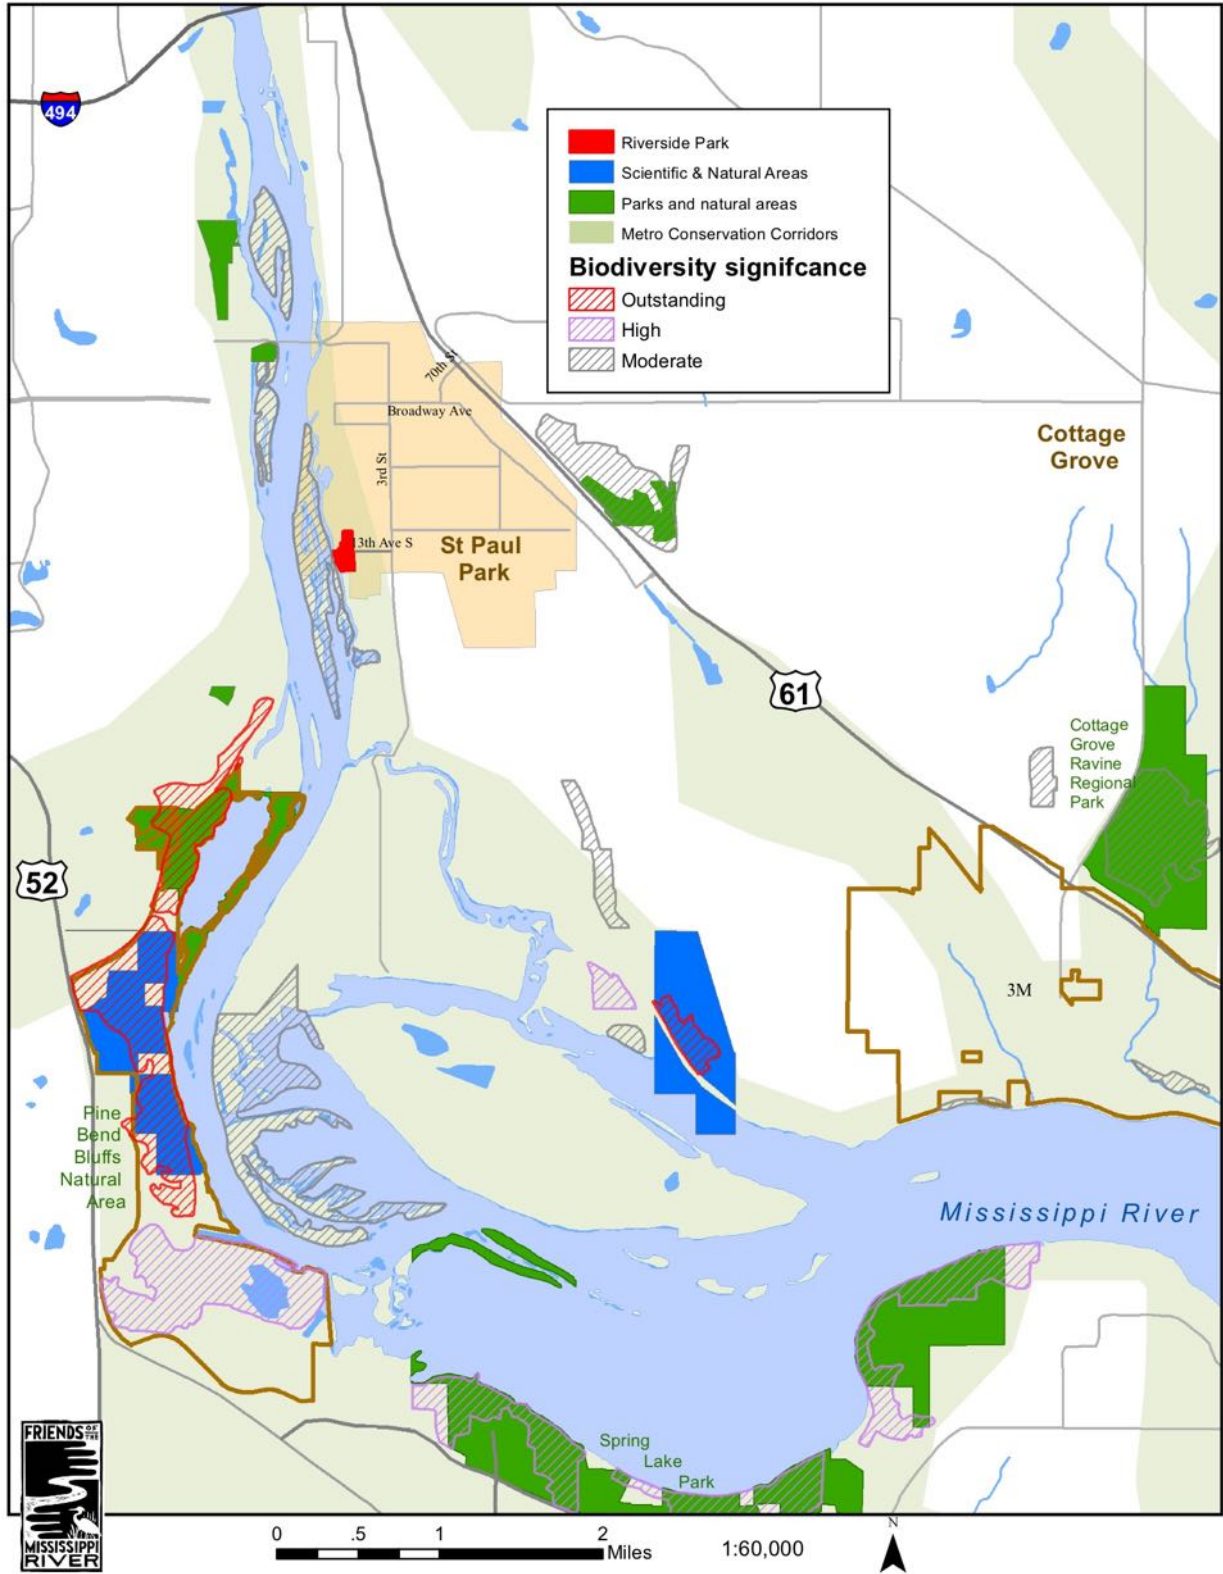 494
Riverside Park
Scientific & Natural Areas
Parks and natural areas
Metro Conservation Corridors
Biodiversity signifcance
Outstanding
High
Moderate
70th St
Broadway Ave
Cottage
Grove
3rd St
13th Ave S
St Paul
Park
61
Cottage
Grove
Ravine
Regional
Park
52
3M
Pine
Bend
Bluffs
Natural
Area
Mississippi River
Spring
Lake
Park
FRIENDS OF THE
MISSISSIPPI
RIVER
0 .5 1 2
Miles
1:60,000
N